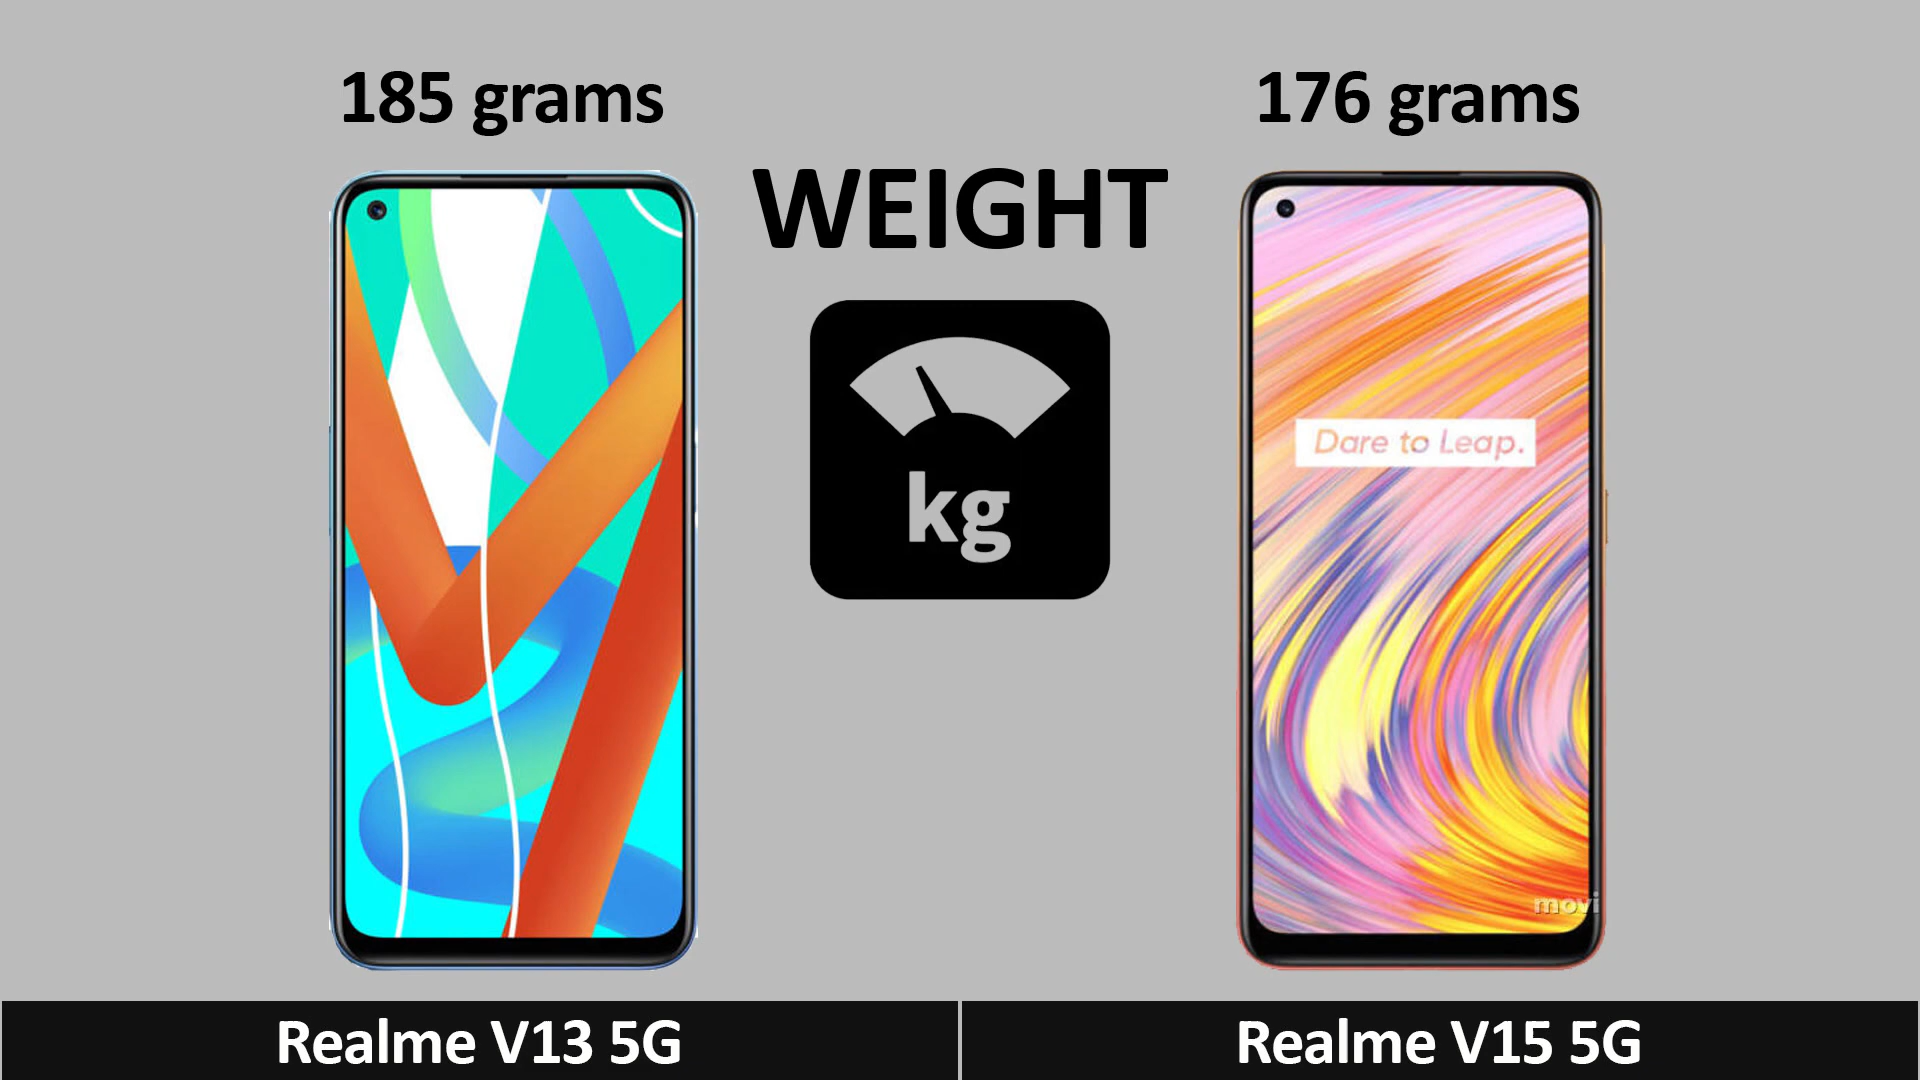 185 grams
176 grams
WEIGHT
kg
Dare to Leap.
movi
Realme V13 5G
Realme V15 5G